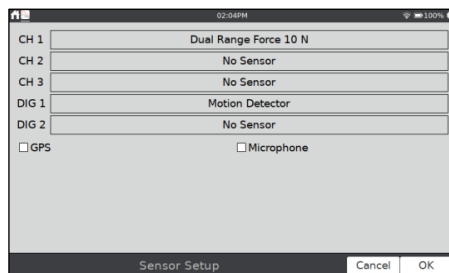 02:04PM 100%
CH 1 Dual Range Force 10 N
CH 2 No Sensor
CH 3 No Sensor
DIG 1 Motion Detector
DIG 2 No Sensor
GPS Microphone
Sensor Setup Cancel OK